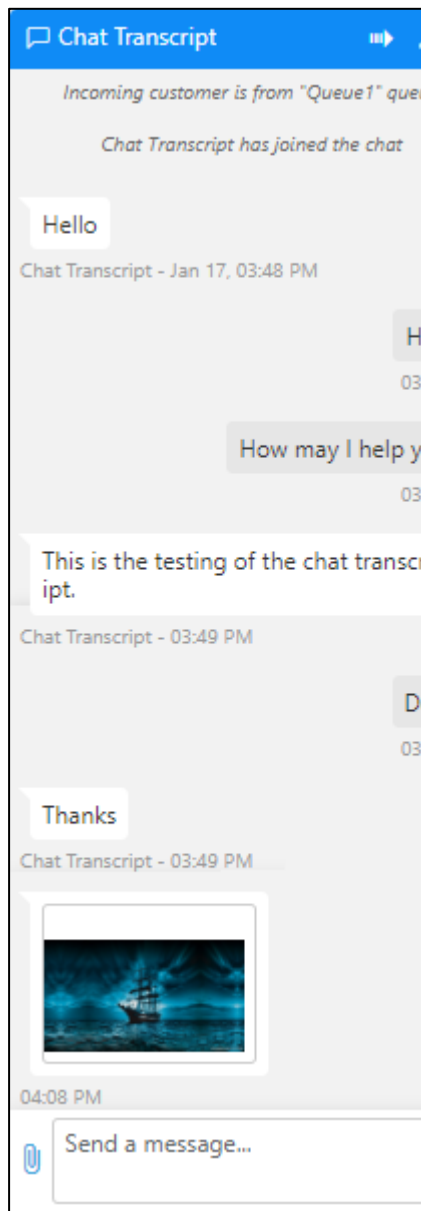 Chat Transcript
Incoming customer is from "Queue1"
Chat Transcript has joined the chat
Hello
Chat Transcript - Jan 17, 03:48 PM
How may I help
This is the testing of the chat transcr
ipt.
Chat Transcript - 03:49 PM
Thanks
Chat Transcript - 03:49 PM
04:08 PM
Send a message...